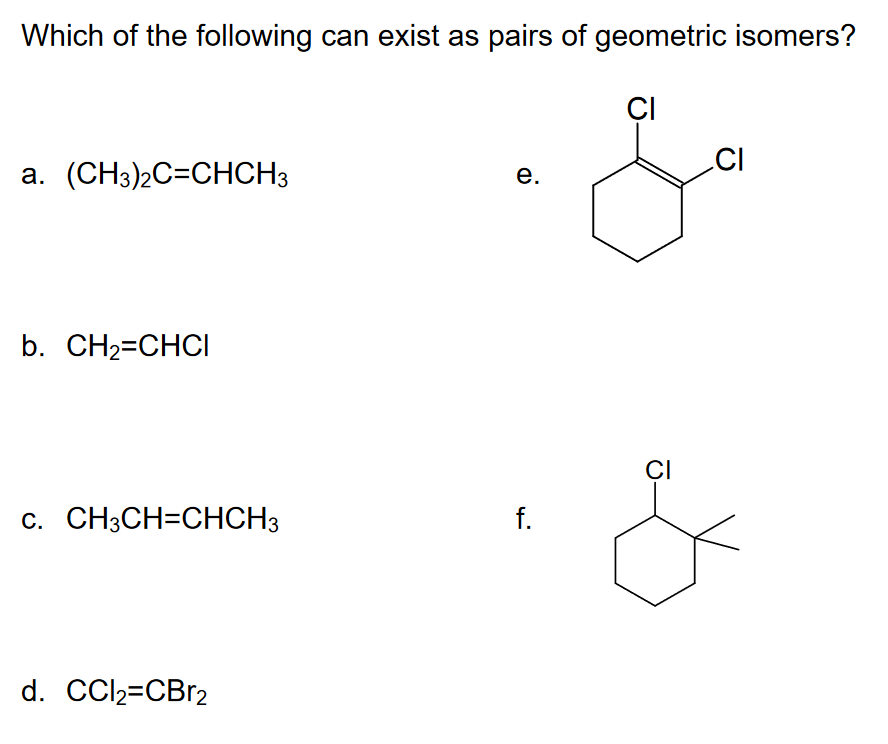 Which of the following can exist as pairs of geometric isomers?
a. (CH3)2C=CHCH3
e.
Cl
Cl
b. CH2=CHCl
c. CH3CH=CHCH3
f.
Cl
d. CCl2=CBr2